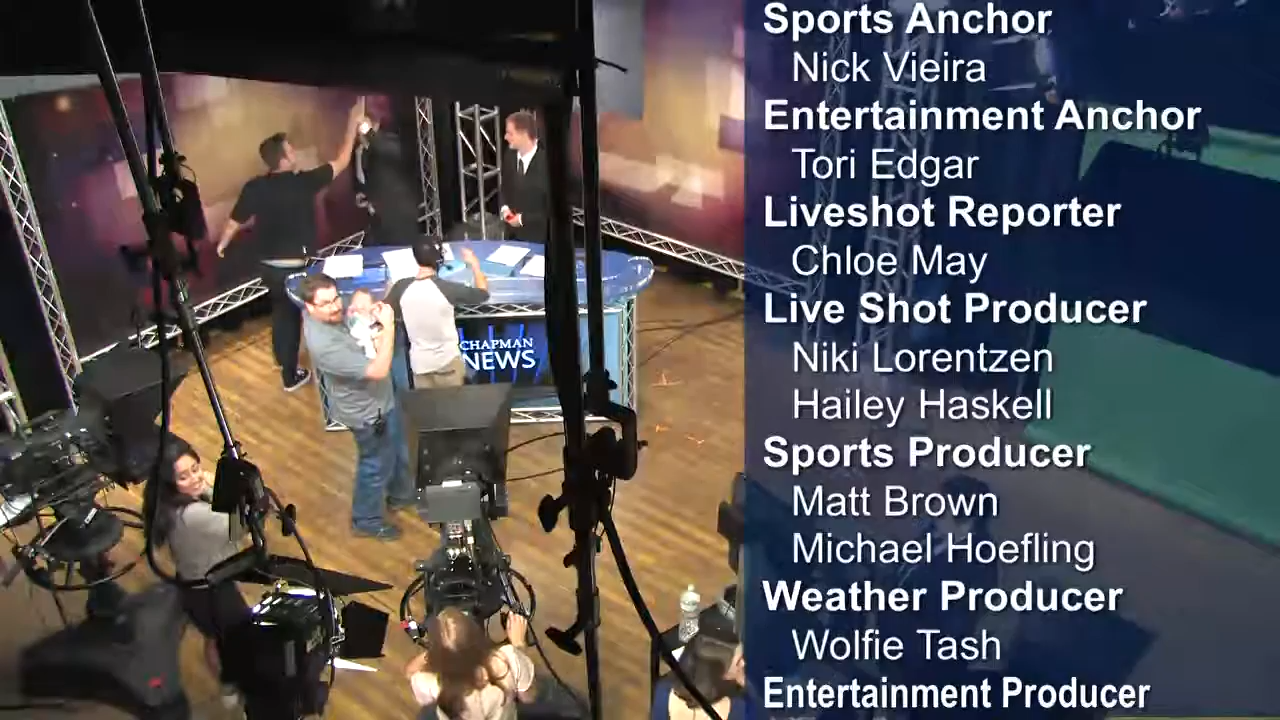 Sports Anchor
Nick Vieira
Entertainment Anchor
Tori Edgar
Liveshot Reporter
Chloe May
Live Shot Producer
Niki Lorentzen
Hailey Haskell
Sports Producer
Matt Brown
Michael Hoefling
Weather Producer
Wolfie Tash
Entertainment Producer
CHAPMAN
NEWS